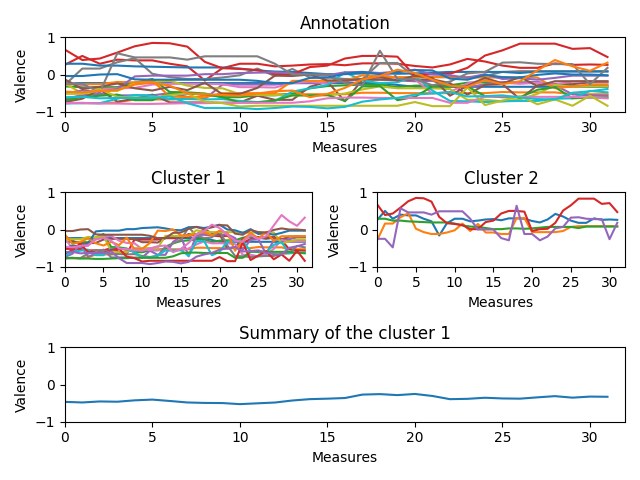 Annotation
Valence
1
0
−1
0 5 10 15 20 25 30
Measures
Cluster 1
Valence
1
0
−1
0 5 10 15 20 25 30
Measures
Cluster 2
Valence
1
0
−1
0 5 10 15 20 25 30
Measures
Summary of the cluster 1
Valence
1
0
−1
0 5 10 15 20 25 30
Measures